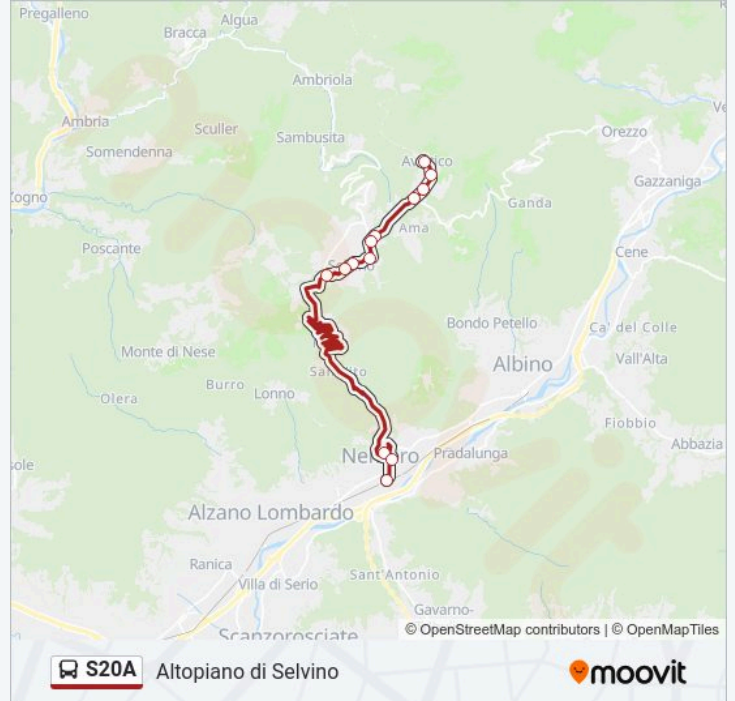 Pregalleno
Algua
Bracca
Ambriola
Ambria
Sculler
Sambusita
Orezzo
Somendenna
Gazzaniga
Ganda
Ama
Poscante
Cene
Bondo Petello
Ca' del Colle
Monte di Nese
Albino
Vall'Alta
Burro
Lonno
Olera
Fiobbio
Abbazia
Pradalunga
Alzano Lombardo
Ranica
Villa di Serio
Sant'Antonio
Gavarno-
Scanzorosciate
© OpenStreetMap contributors | © OpenMapTiles
S20A Altopiano di Selvino
moovit